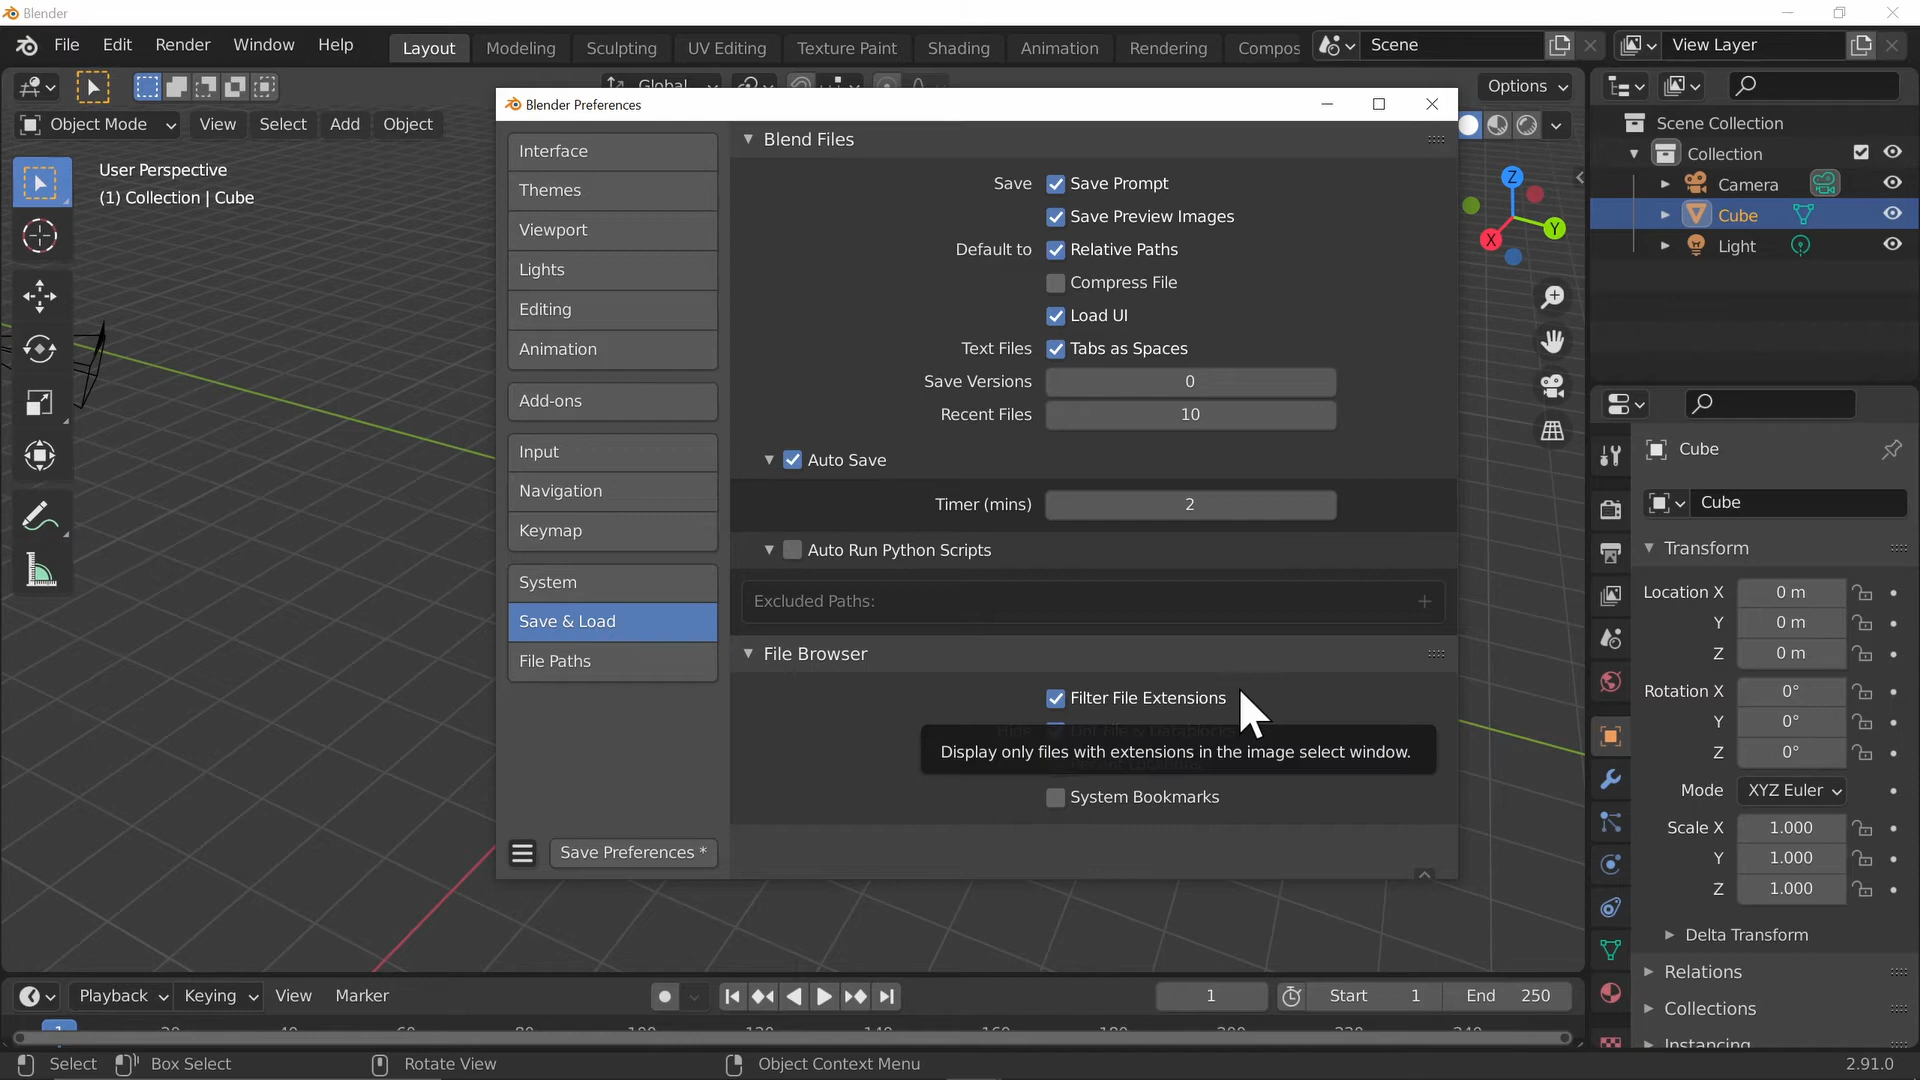 Blender
File Edit Render Window Help
Layout Modeling Sculpting UV Editing Texture Paint Shading Animation Rendering Compos
Scene
View Layer
Global
Options
Object Mode View Select Add Object
User Perspective
(1) Collection | Cube
Z
Y
X
Blender Preferences
Interface
Themes
Viewport
Lights
Editing
Animation
Add-ons
Input
Navigation
Keymap
System
Save & Load
File Paths
Save Preferences *
Blend Files
Save Save Prompt
Save Preview Images
Default to Relative Paths
Compress File
Load UI
Text Files Tabs as Spaces
Save Versions 0
Recent Files 10
Auto Save
Timer (mins) 2
Auto Run Python Scripts
Excluded Paths:
File Browser
Filter File Extensions
Display only files with extensions in the image select window.
System Bookmarks
Scene Collection
Collection
Camera
Cube
Light
Cube
Cube
Transform
Location X 0 m
Y 0 m
Z 0 m
Rotation X 0°
Y 0°
Z 0°
Mode XYZ Euler
Scale X 1.000
Y 1.000
Z 1.000
Delta Transform
Relations
Collections
Instancing
Playback Keying View Marker
1 Start 1 End 250
1
Select Box Select Rotate View Object Context Menu 2.91.0